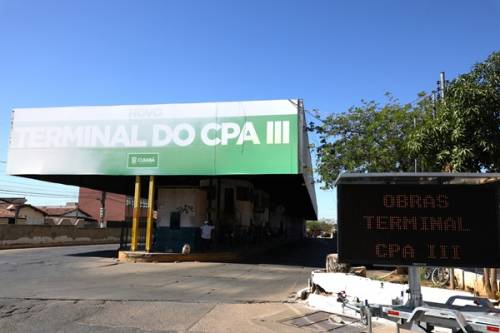 NOVO
TERMINAL DO CPA III
CUIABÁ
OBRAS
TERMINAL
CPA III